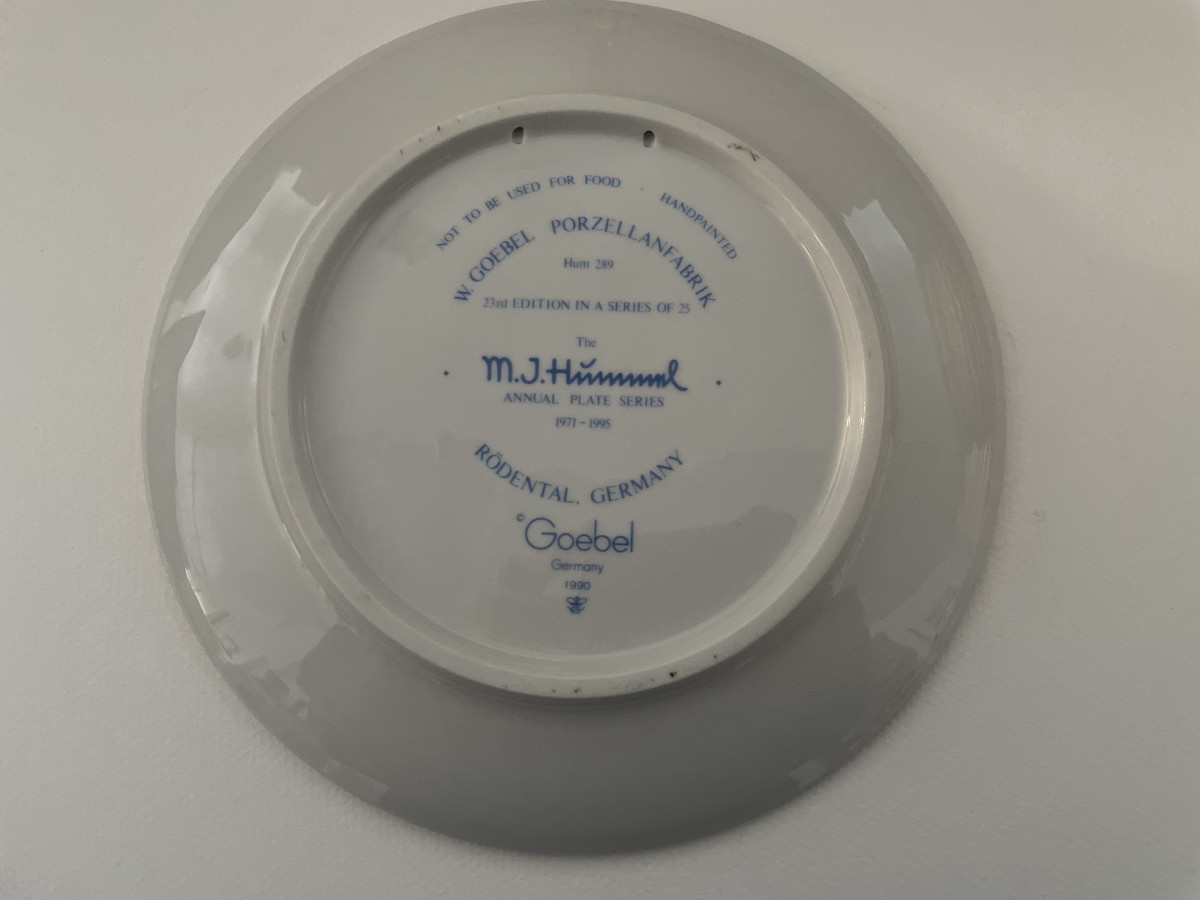 NOT TO BE USED FOR FOOD · HANDPAINTED
W. GOEBEL PORZELLANFABRIK
Hum 289
23rd EDITION IN A SERIES OF 25
The
M.J.Hummel
ANNUAL PLATE SERIES
1971 - 1995
RÖDENTAL. GERMANY
© Goebel
Germany
1990